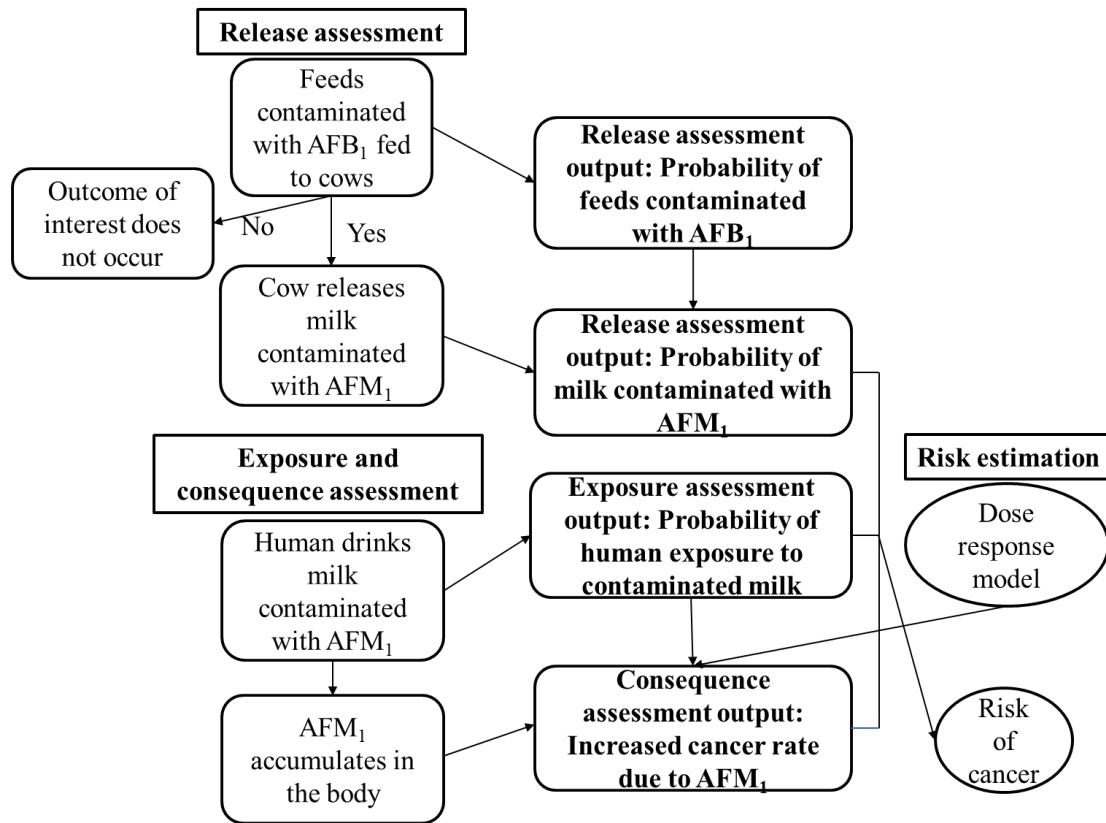 Release assessment
Feeds
contaminated
with AFB₁ fed
to cows
Release assessment
output: Probability of
feeds contaminated
with AFB₁
Outcome of
interest does
not occur
No
Yes
Cow releases
milk
contaminated
with AFM₁
Release assessment
output: Probability of
milk contaminated with
AFM₁
Exposure and
consequence assessment
Risk estimation
Human drinks
milk
contaminated
with AFM₁
Exposure assessment
output: Probability of
human exposure to
contaminated milk
Dose
response
model
AFM₁
accumulates in
the body
Consequence
assessment output:
Increased cancer rate
due to AFM₁
Risk
of
cancer